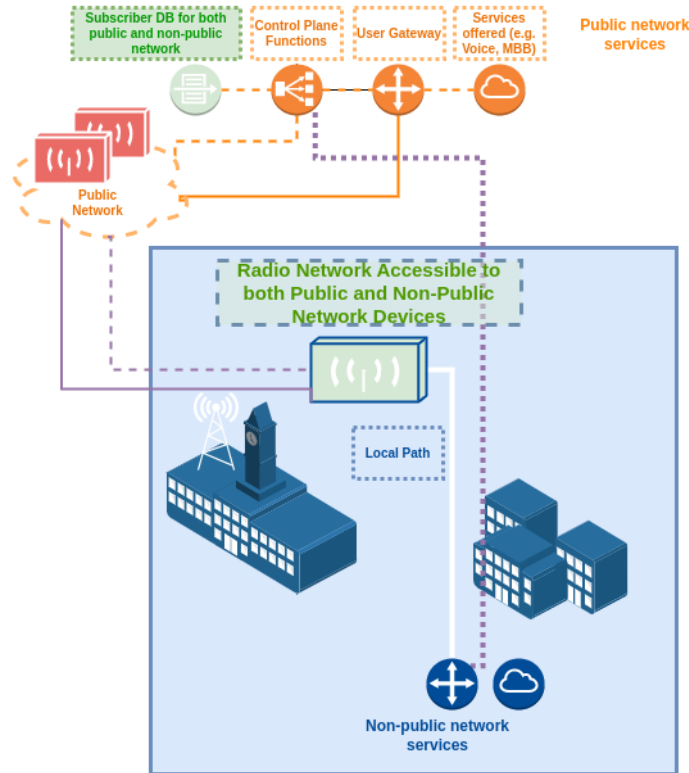 Subscriber DB for both
public and non-public
network
Control Plane
Functions
User Gateway
Services
offered (e.g.
Voice, MBB)
Public network
services
Public
Network
Radio Network Accessible to
both Public and Non-Public
Network Devices
Local Path
Non-public network
services